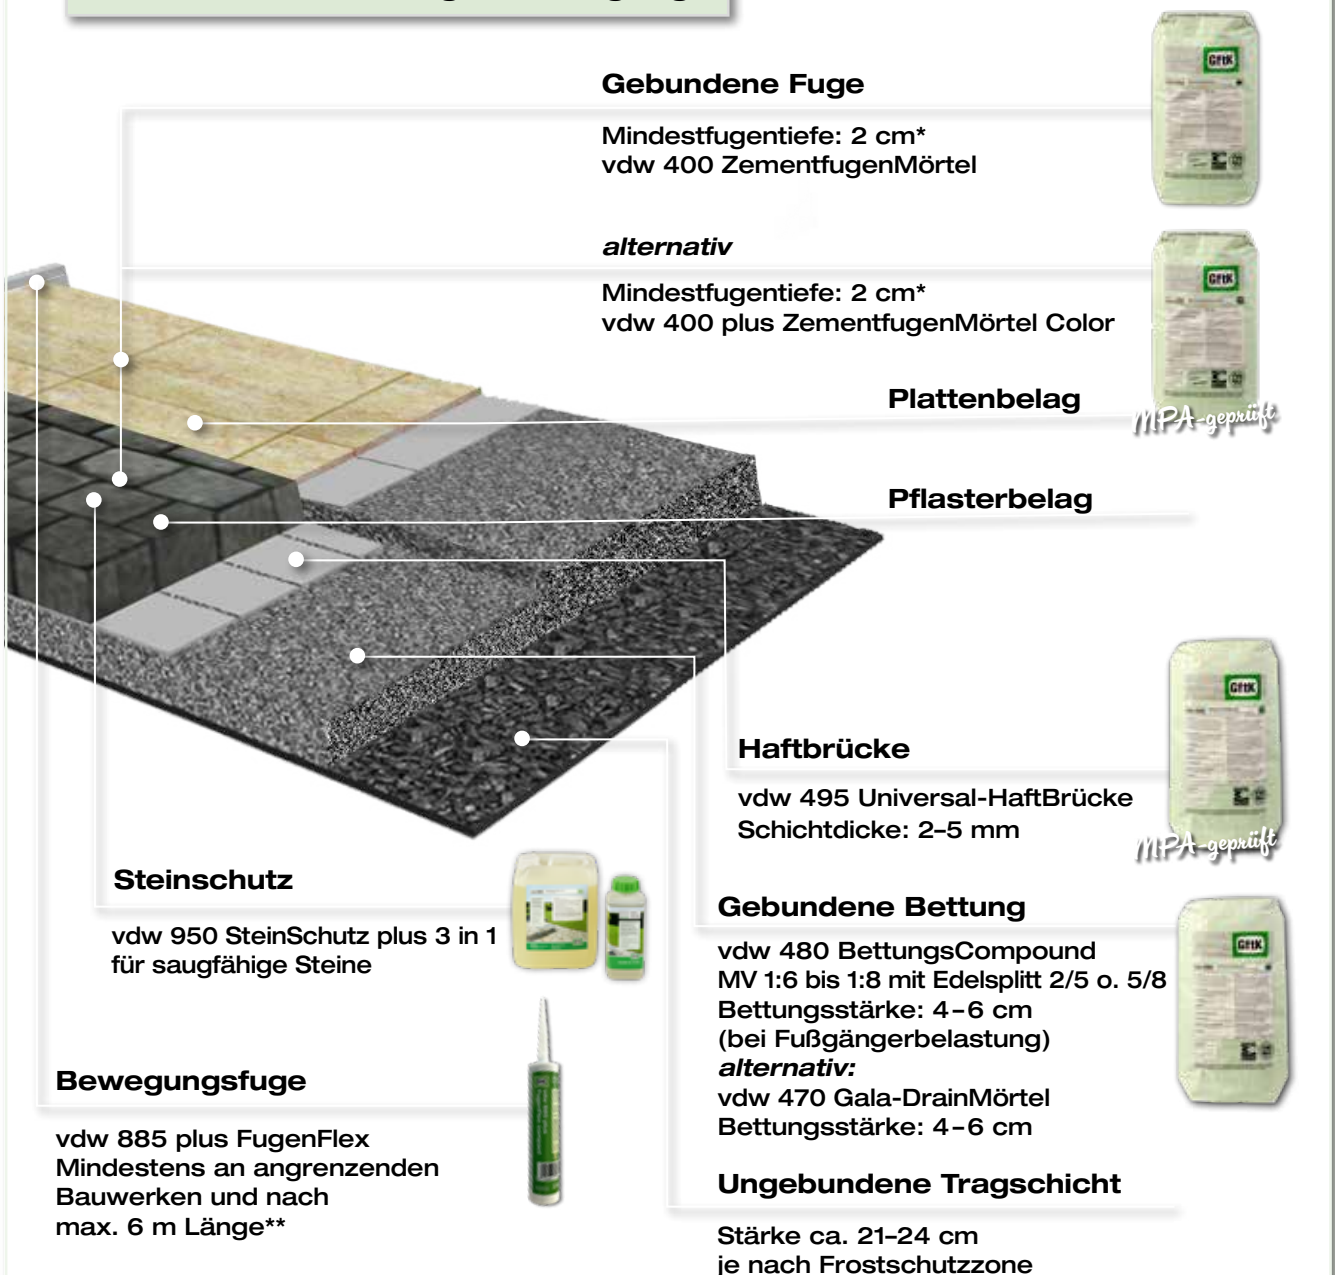 Gebundene Fuge
Mindestfugentiefe: 2 cm*
vdw 400 ZementfugenMörtel
GftK
alternativ
Mindestfugentiefe: 2 cm*
vdw 400 plus ZementfugenMörtel Color
GftK
MPA-geprüft
Plattenbelag
Pflasterbelag
Haftbrücke
vdw 495 Universal-HaftBrücke
Schichtdicke: 2–5 mm
GftK
MPA-geprüft
Steinschutz
vdw 950 SteinSchutz plus 3 in 1
für saugfähige Steine
Gebundene Bettung
vdw 480 BettungsCompound
MV 1:6 bis 1:8 mit Edelsplitt 2/5 o. 5/8
Bettungsstärke: 4–6 cm
(bei Fußgängerbelastung)
alternativ:
vdw 470 Gala-DrainMörtel
Bettungsstärke: 4–6 cm
GftK
Bewegungsfuge
vdw 885 plus FugenFlex
Mindestens an angrenzenden
Bauwerken und nach
max. 6 m Länge**
Ungebundene Tragschicht
Stärke ca. 21–24 cm
je nach Frostschutzzone